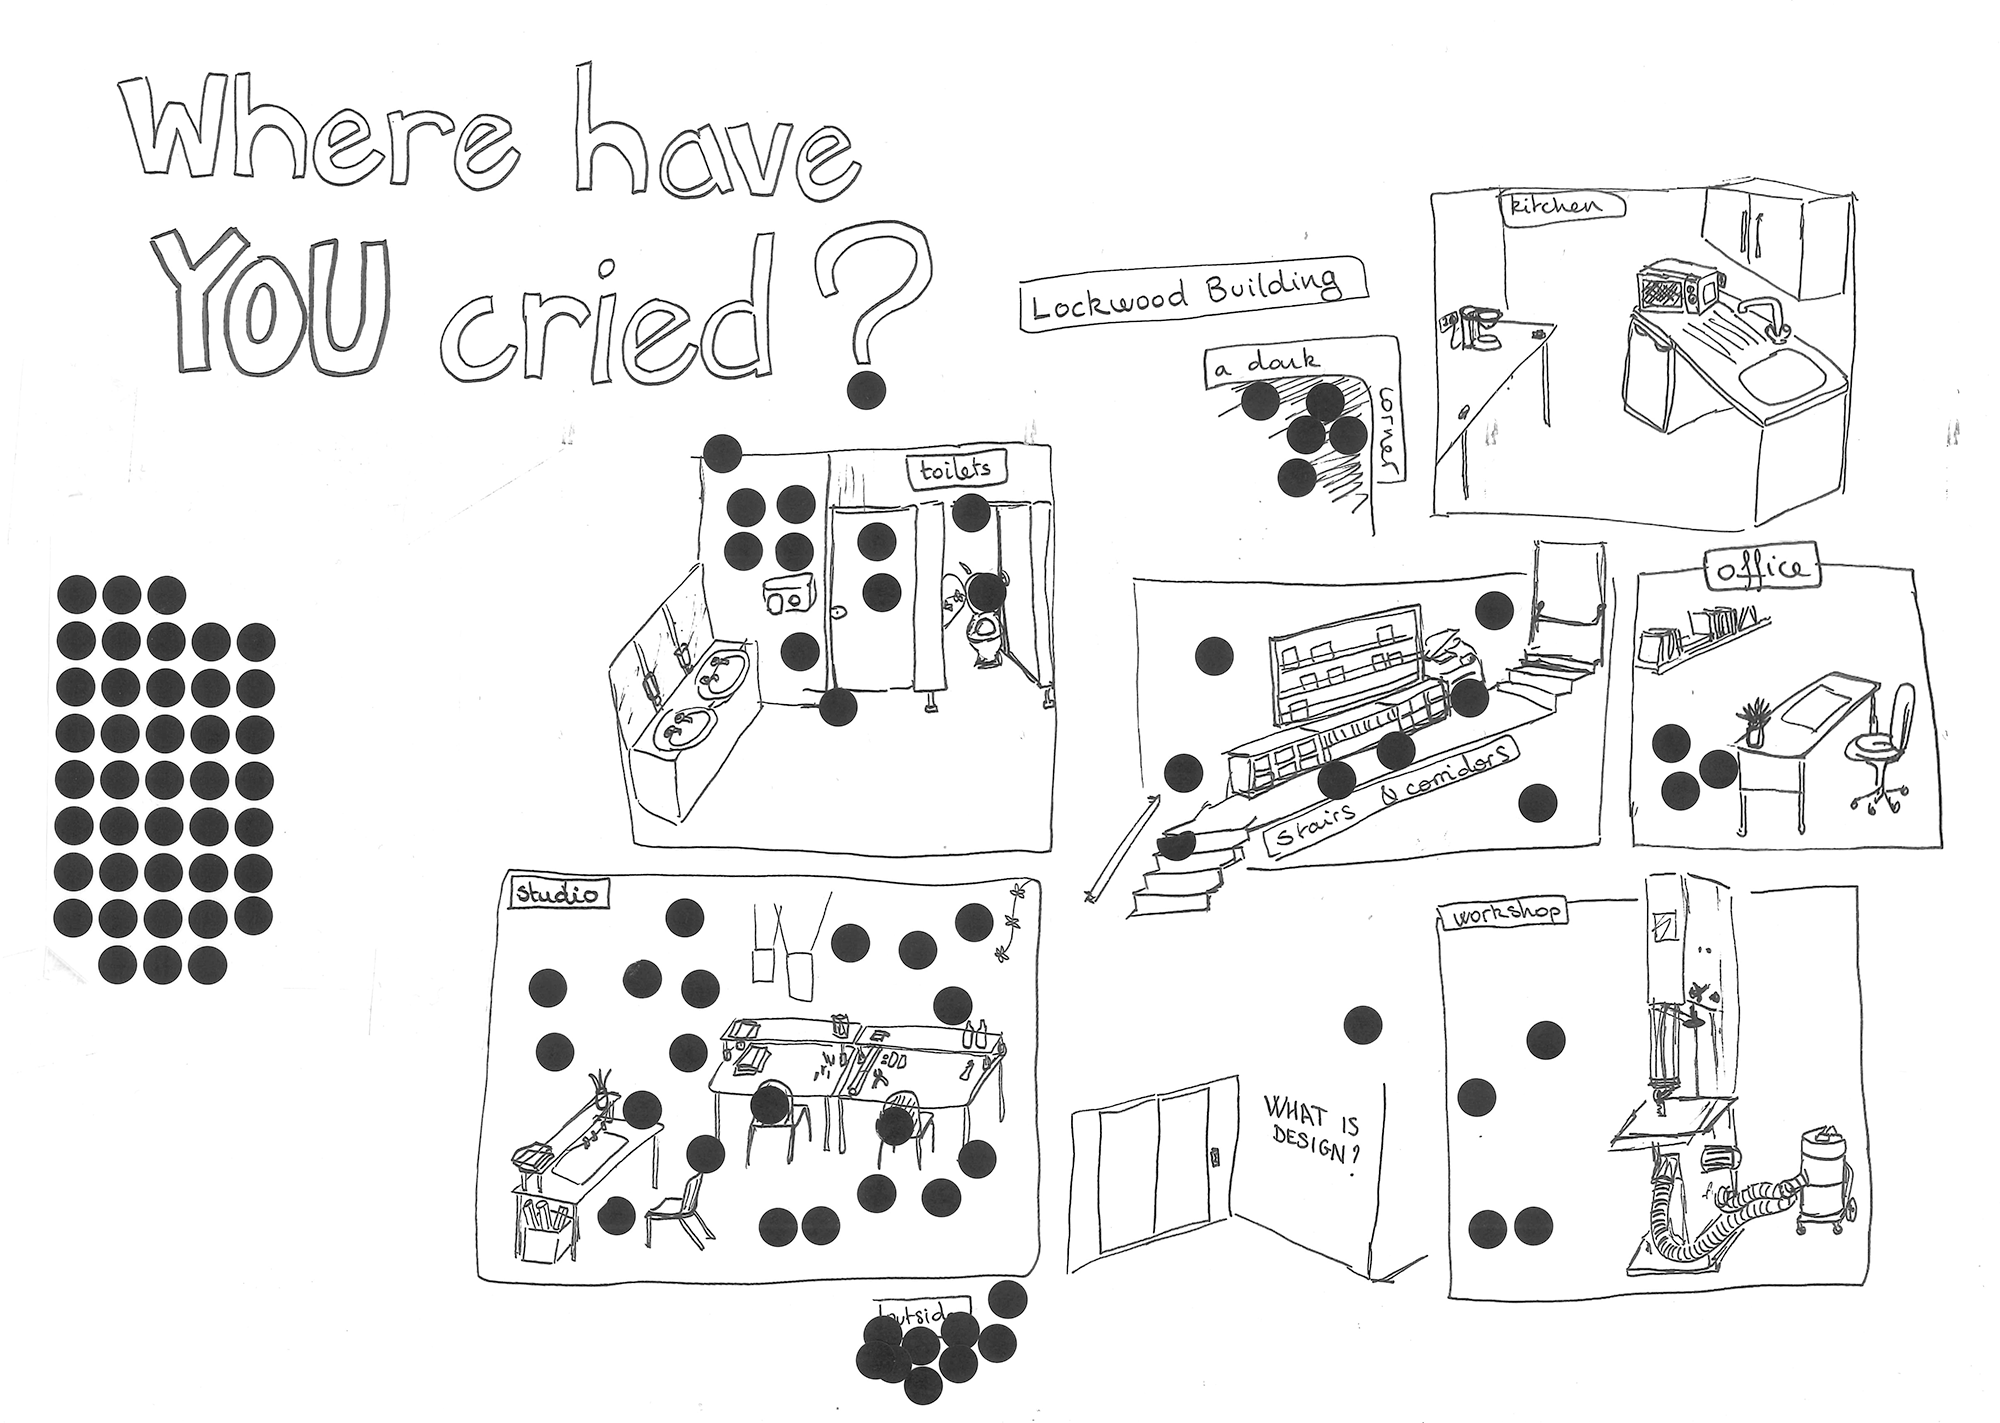 Where have
YOU cried?
Lockwood Building
kitchen
a dark
corner
toilets
office
stairs & corridors
studio
workshop
WHAT IS
DESIGN?
outside